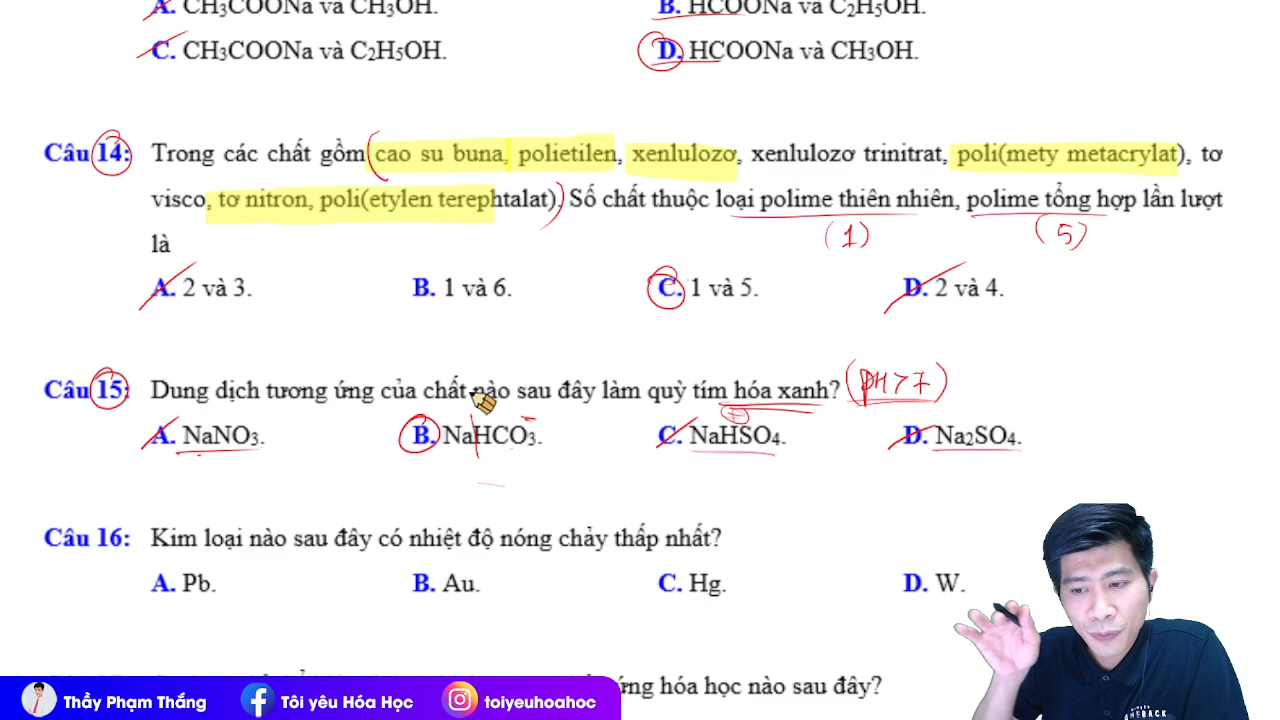 A. CH3COONa và CH3OH. B. HCOONa và C2H5OH.
C. CH3COONa và C2H5OH. D. HCOONa và CH3OH.
Câu 14: Trong các chất gồm cao su buna, polietilen, xenlulozơ, xenlulozơ trinitrat, poli(mety metacrylat), tơ
visco, tơ nitron, poli(etylen terephtalat). Số chất thuộc loại polime thiên nhiên, polime tổng hợp lần lượt
là
(1) (5)
A. 2 và 3. B. 1 và 6. C. 1 và 5. D. 2 và 4.
Câu 15: Dung dịch tương ứng của chất nào sau đây làm quỳ tím hóa xanh? (pH > 7)
A. NaNO3. B. NaHCO3. C. NaHSO4. D. Na2SO4.
Câu 16: Kim loại nào sau đây có nhiệt độ nóng chảy thấp nhất?
A. Pb. B. Au. C. Hg. D. W.
ứng hóa học nào sau đây?
Thầy Phạm Thắng Tôi yêu Hóa Học toiyeuhoahoc